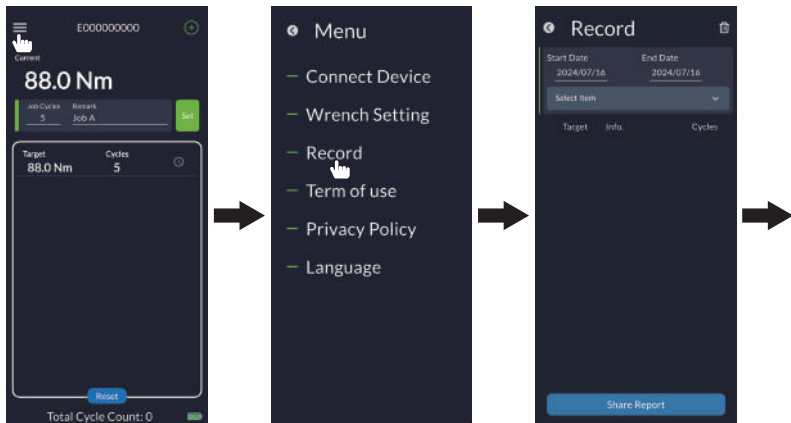 E000000000
Current
88.0 Nm
Job Cycles Remark
5 Job A
Set
Target Cycles
88.0 Nm 5
Reset
Total Cycle Count: 0
Menu
Connect Device
Wrench Setting
Record
Term of use
Privacy Policy
Language
Record
Start Date End Date
2024/07/16 2024/07/16
Select Item
Target Info. Cycles
Share Report